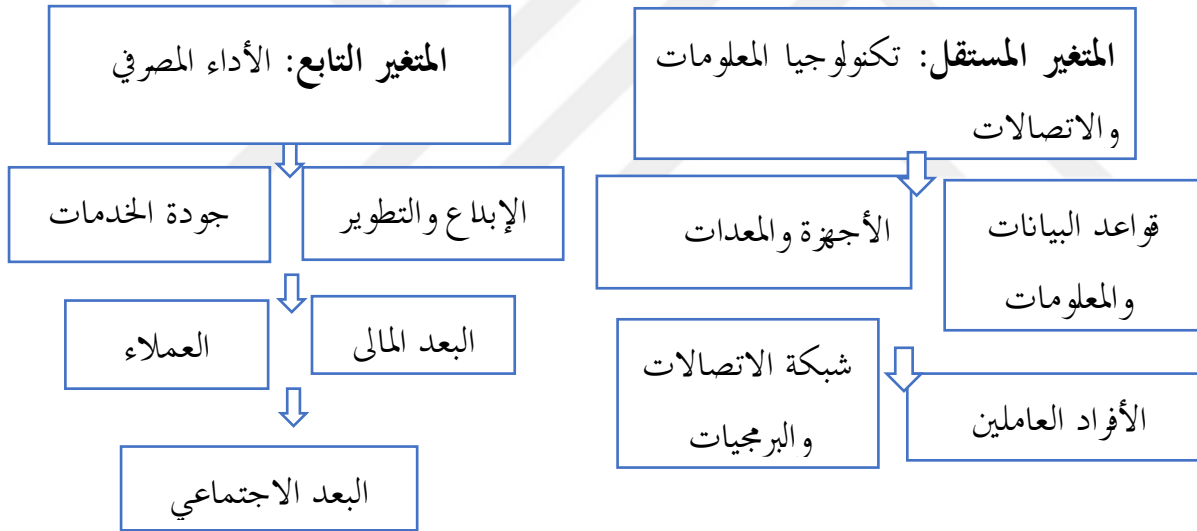 المتغير المستقل: تكنولوجيا المعلومات
والاتصالات
قواعد البيانات
والمعلومات
الأجهزة والمعدات
الأفراد العاملين
شبكة الاتصالات
والبرمجيات
المتغير التابع: الأداء المصرفي
الإبداع والتطوير
جودة الخدمات
البعد المالى
العملاء
البعد الاجتماعي